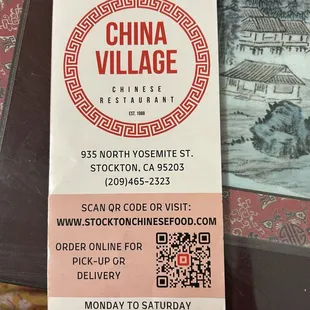 CHINA
VILLAGE
CHINESE
RESTAURANT
EST. 1988
935 NORTH YOSEMITE ST.
STOCKTON, CA 95203
(209)465-2323
SCAN QR CODE OR VISIT:
WWW.STOCKTONCHINESEFOOD.COM
ORDER ONLINE FOR
PICK-UP OR
DELIVERY
MONDAY TO SATURDAY